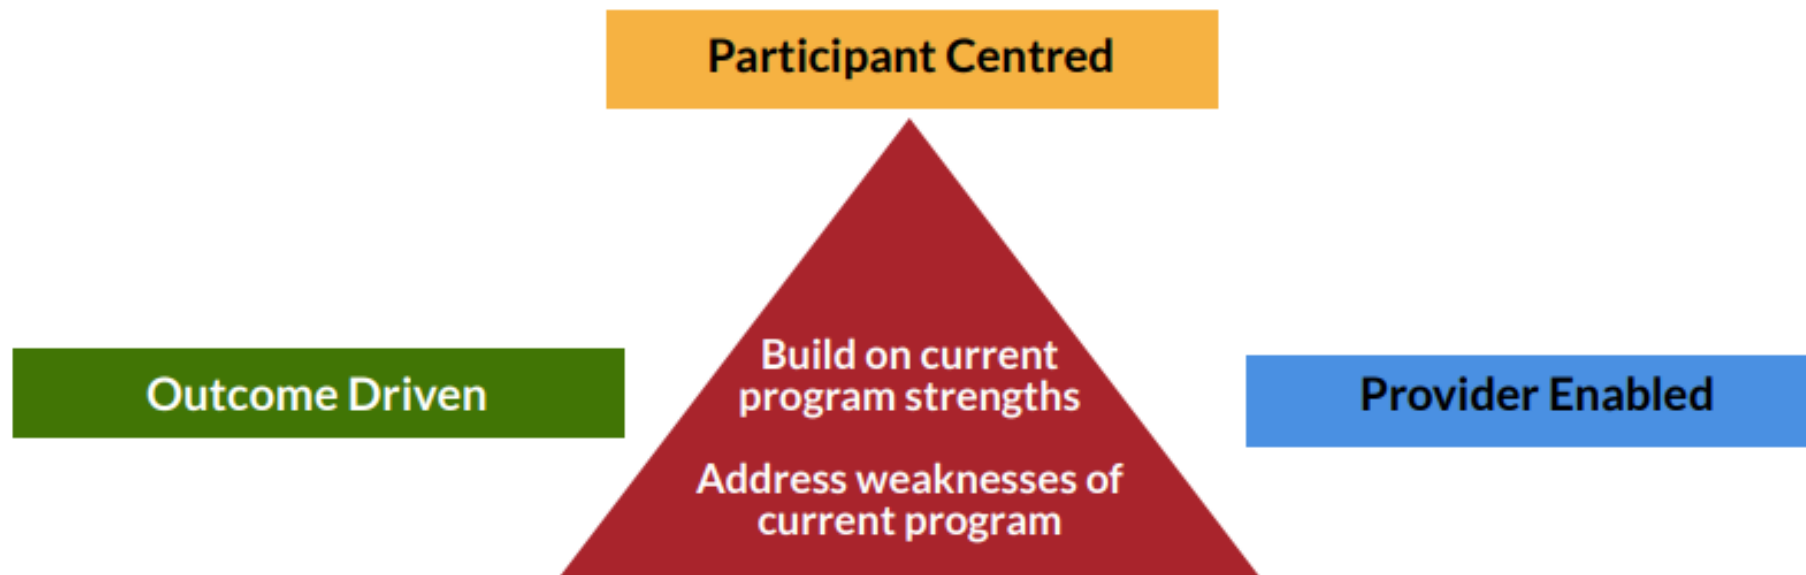 Participant Centred
Outcome Driven
Build on current
program strengths
Address weaknesses of
current program
Provider Enabled